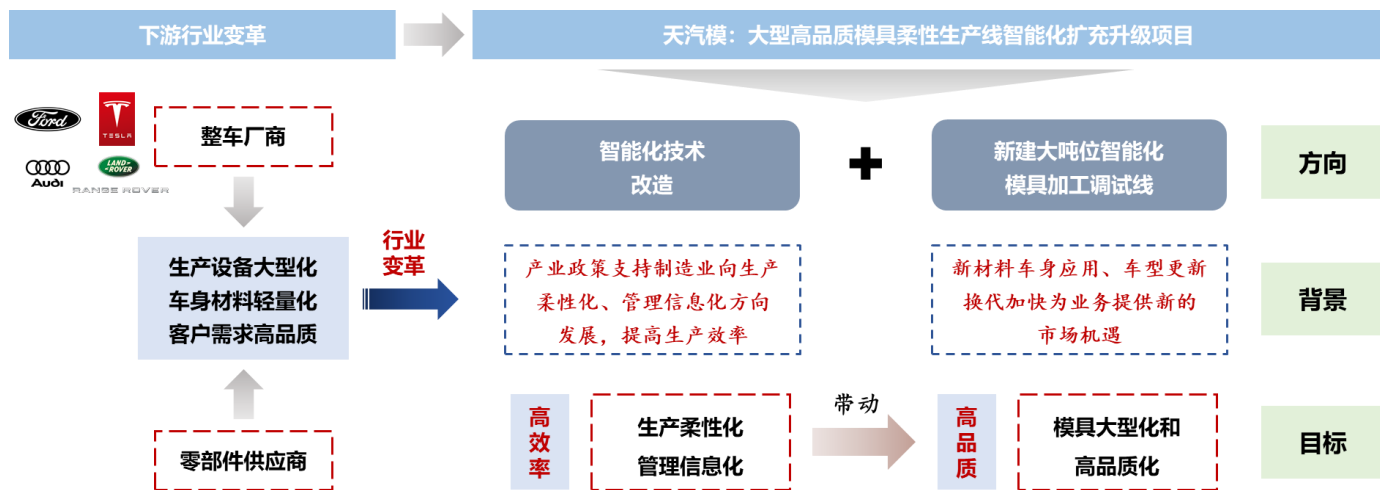 下游行业变革
天汽模：大型高品质模具柔性生产线智能化扩充升级项目
Ford
TESLA
Audi
LAND-
ROVER
RANGE ROVER
整车厂商
生产设备大型化
车身材料轻量化
客户需求高品质
零部件供应商
行业
变革
智能化技术
改造
新建大吨位智能化
模具加工调试线
方向
产业政策支持制造业向生产
柔性化、管理信息化方向
发展，提高生产效率
新材料车身应用、车型更新
换代加快为业务提供新的
市场机遇
背景
高
效
率
生产柔性化
管理信息化
带动
高
品
质
模具大型化和
高品质化
目标